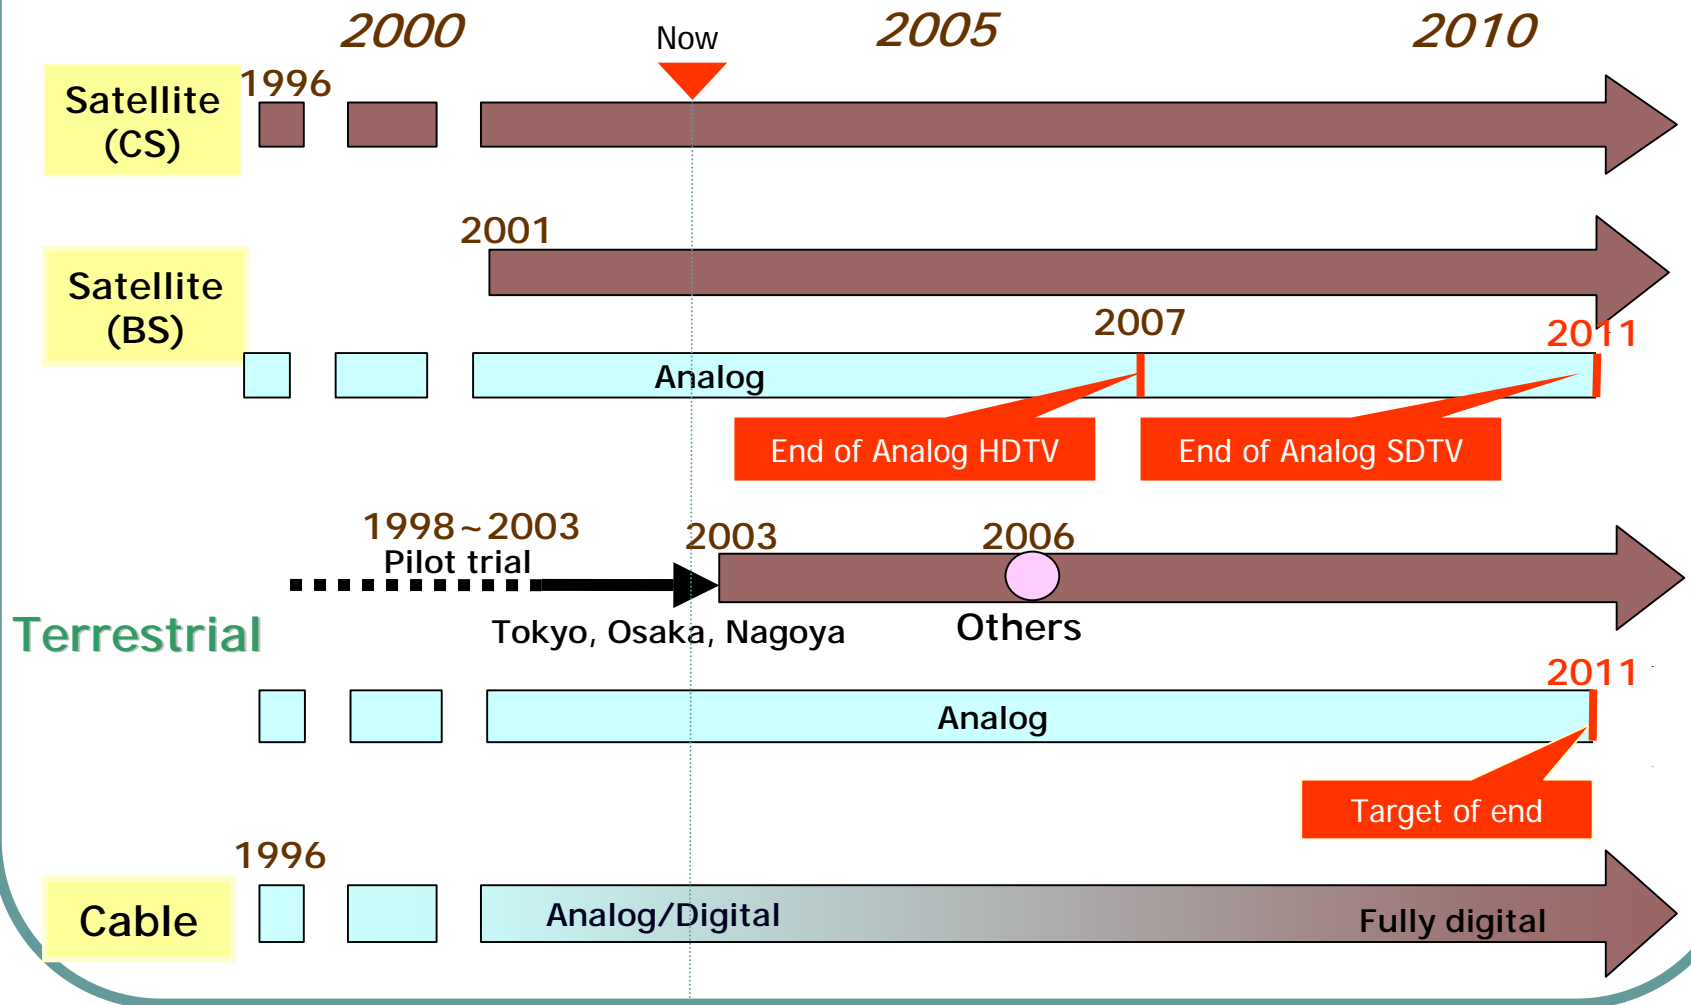 2000
Now
2005
2010
Satellite
(CS)
1996
2001
Satellite
(BS)
2007
2011
Analog
End of Analog HDTV
End of Analog SDTV
1998~2003
Pilot trial
2003
2006
Terrestrial
Tokyo, Osaka, Nagoya
Others
2011
Analog
Target of end
1996
Cable
Analog/Digital
Fully digital